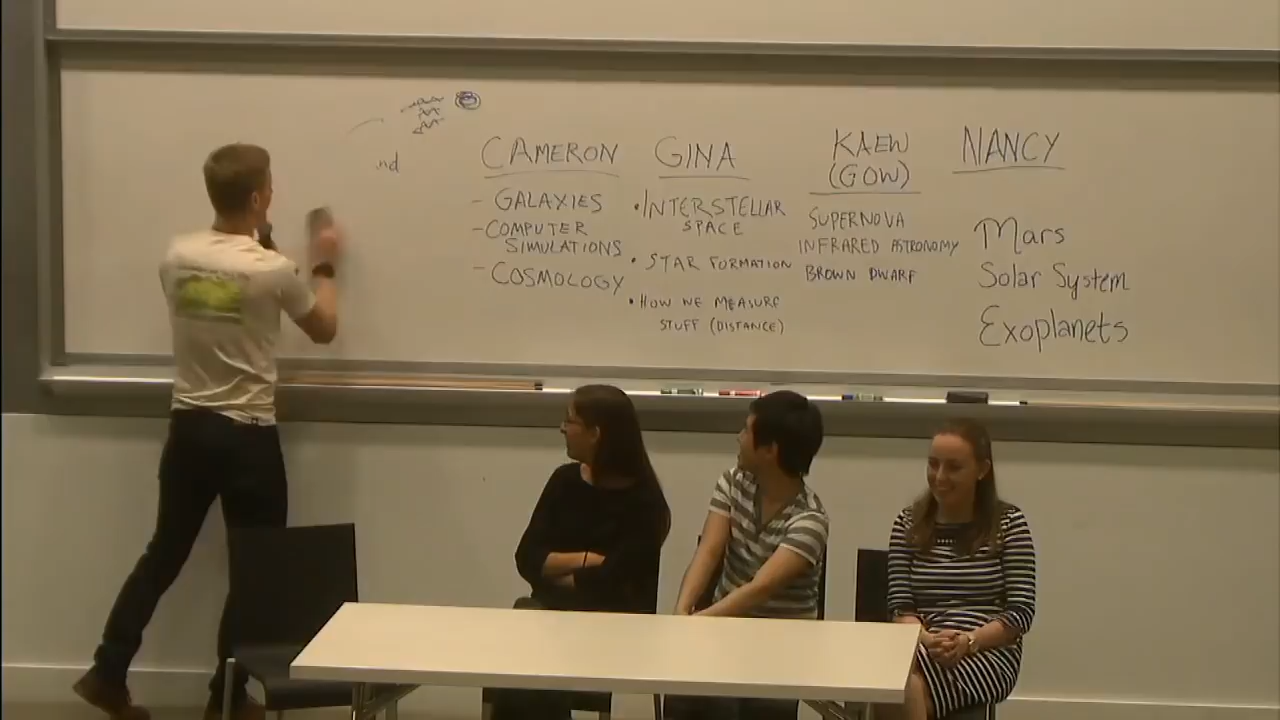 CAMERON
- GALAXIES
- COMPUTER
SIMULATIONS
- COSMOLOGY
GINA
• INTERSTELLAR
SPACE
• STAR FORMATION
• HOW WE MEASURE
STUFF (DISTANCE)
KAEW
(GOW)
SUPERNOVA
INFRARED ASTRONOMY
BROWN DWARF
NANCY
Mars
Solar System
Exoplanets